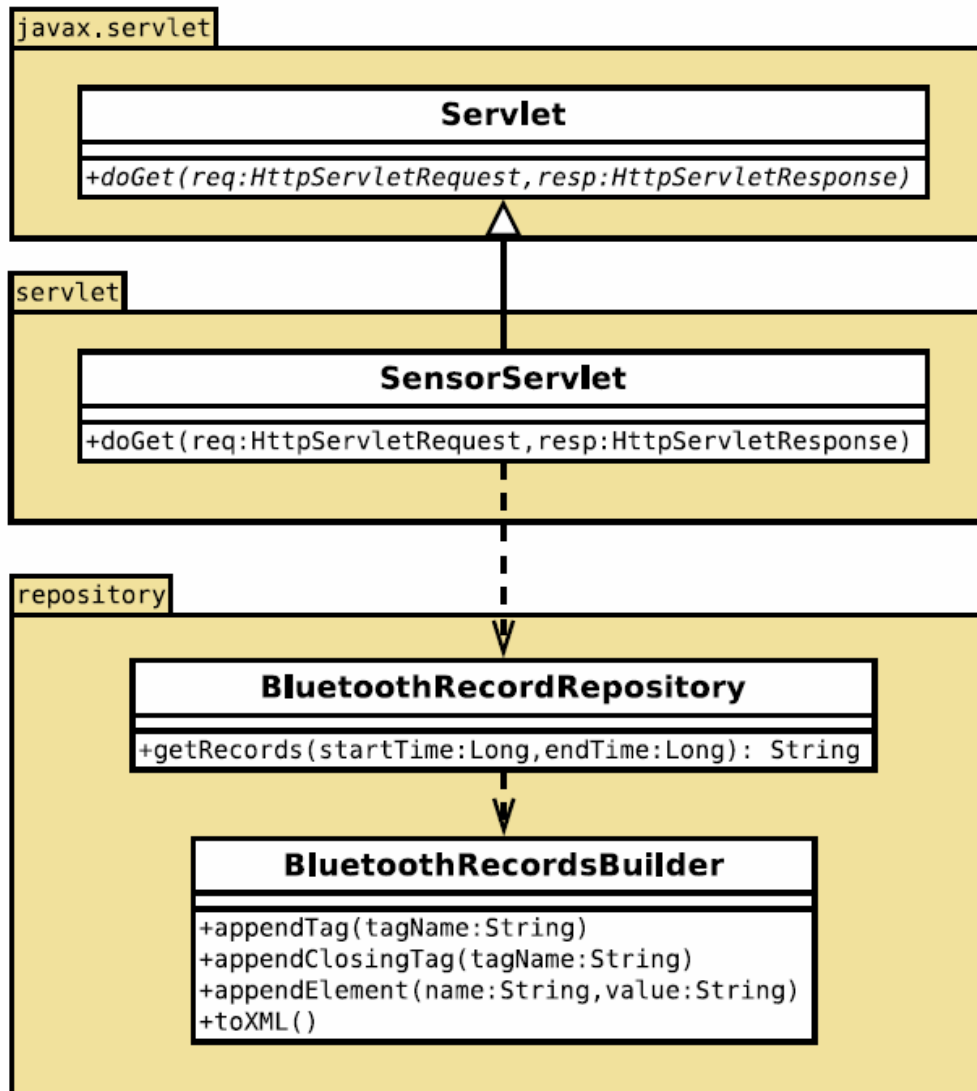 javax.servlet
Servlet
+doGet(req:HttpServletRequest,resp:HttpServletResponse)
servlet
SensorServlet
+doGet(req:HttpServletRequest,resp:HttpServletResponse)
repository
BluetoothRecordRepository
+getRecords(startTime:Long,endTime:Long): String
BluetoothRecordsBuilder
+appendTag(tagName:String)
+appendClosingTag(tagName:String)
+appendElement(name:String,value:String)
+toXML()